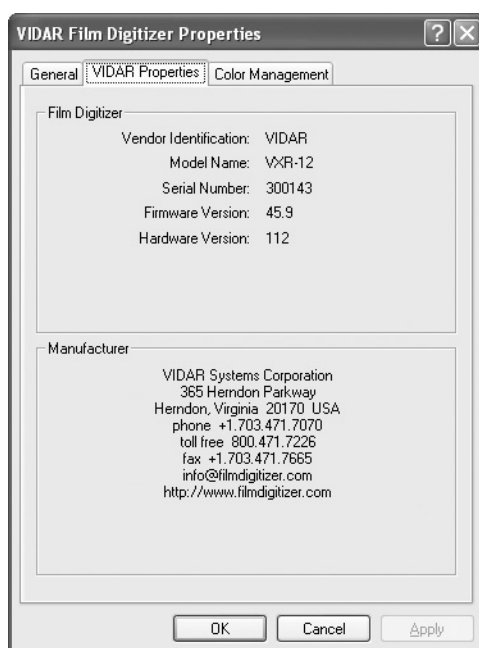 VIDAR Film Digitizer Properties
General VIDAR Properties Color Management
Film Digitizer
Vendor Identification: VIDAR
Model Name: VXR-12
Serial Number: 300143
Firmware Version: 45.9
Hardware Version: 112
Manufacturer
VIDAR Systems Corporation
365 Herndon Parkway
Herndon, Virginia 20170 USA
phone +1.703.471.7070
toll free 800.471.7226
fax +1.703.471.7665
info@filmdigitizer.com
http://www.filmdigitizer.com
OK Cancel Apply